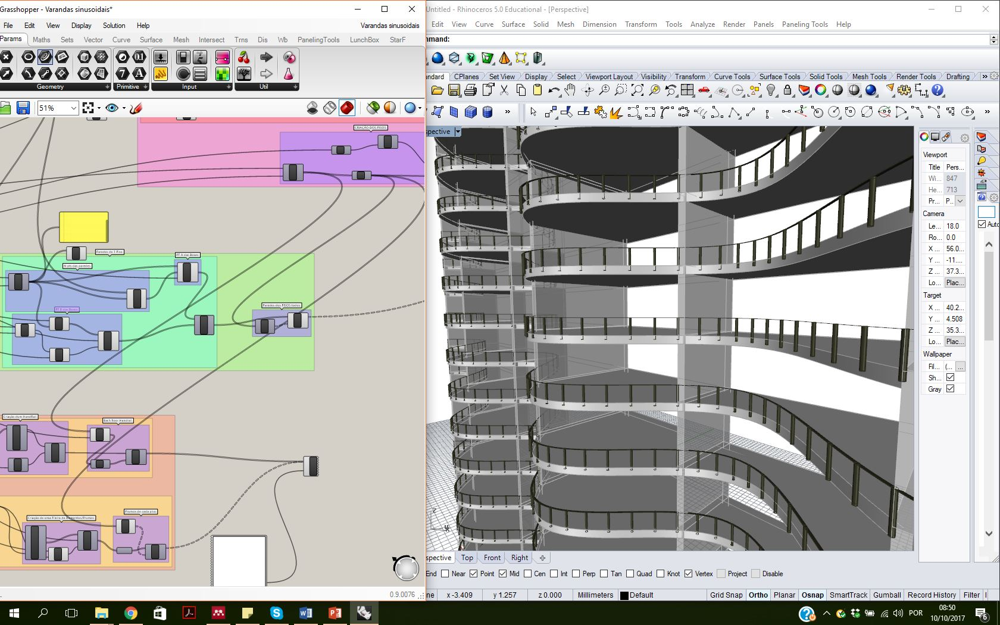 Grasshopper - Varandas sinusoidais*
File Edit View Display Solution Help
Varandas sinusoidais
Params Maths Sets Vector Curve Surface Mesh Intersect Trns Dis Wb PanelingTools LunchBox StarF
Geometry Primitive Input Util
51%
CRIAÇÃO DOS PISOS
Paredes de 1 Piso
N pts das paredes
PT A das Boxes
PT B das Boxes
Paredes dos PISOS todos
Criação dum HandRail
Each floor Handrail
Criação de uma Fileira de Elementos/Prumos
Prumos de cada piso
0.9.0076
Untitled - Rhinoceros 5.0 Educational - [Perspective]
Edit View Curve Surface Solid Mesh Dimension Transform Tools Analyze Render Panels Paneling Tools Help
mmand:
ndard CPlanes Set View Display Select Viewport Layout Visibility Transform Curve Tools Surface Tools Solid Tools Mesh Tools Render Tools Drafting »
» »
spective
z
Viewport
Title Pers...
Wi... 847
He... 713
Pr... P...
Camera
Le... 18.0
Ro... 0.0
X ... 56.0...
Y ... -11....
Z ... 37.3...
Lo... Plac...
Target
X ... 40.2...
Y ... 4.508
Z ... 35.3...
Lo... Plac...
Wallpaper
Fil... (... ...
Sh...
Gray
Auto
spective Top Front Right
End Near Point Mid Cen Int Perp Tan Quad Knot Vertex Project Disable
ne x -3.409 y 1.257 z 0.000 Millimeters Default Grid Snap Ortho Planar Osnap SmartTrack Gumball Record History Filter
POR
08:50
10/10/2017
6